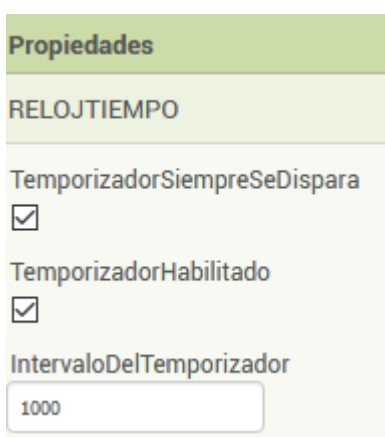 Propiedades
RELOJTIEMPO
TemporizadorSiempreSeDispara
TemporizadorHabilitado
IntervaloDelTemporizador
1000